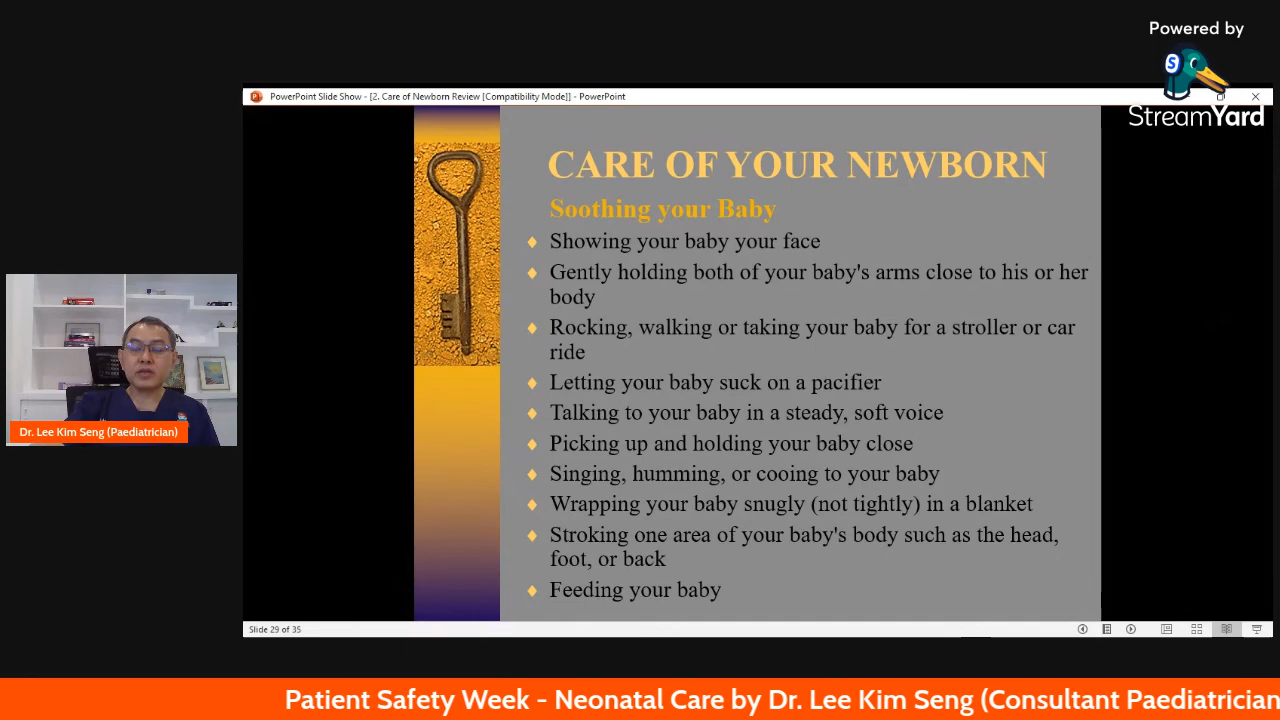 Powered by
S
StreamYard
PowerPoint Slide Show - [2. Care of Newborn Review [Compatibility Mode]] - PowerPoint
CARE OF YOUR NEWBORN
Soothing your Baby
Showing your baby your face
Gently holding both of your baby's arms close to his or her
body
Rocking, walking or taking your baby for a stroller or car
ride
Letting your baby suck on a pacifier
Talking to your baby in a steady, soft voice
Picking up and holding your baby close
Singing, humming, or cooing to your baby
Wrapping your baby snugly (not tightly) in a blanket
Stroking one area of your baby's body such as the head,
foot, or back
Feeding your baby
Dr. Lee Kim Seng (Paediatrician)
Slide 29 of 35
Patient Safety Week - Neonatal Care by Dr. Lee Kim Seng (Consultant Paediatrician